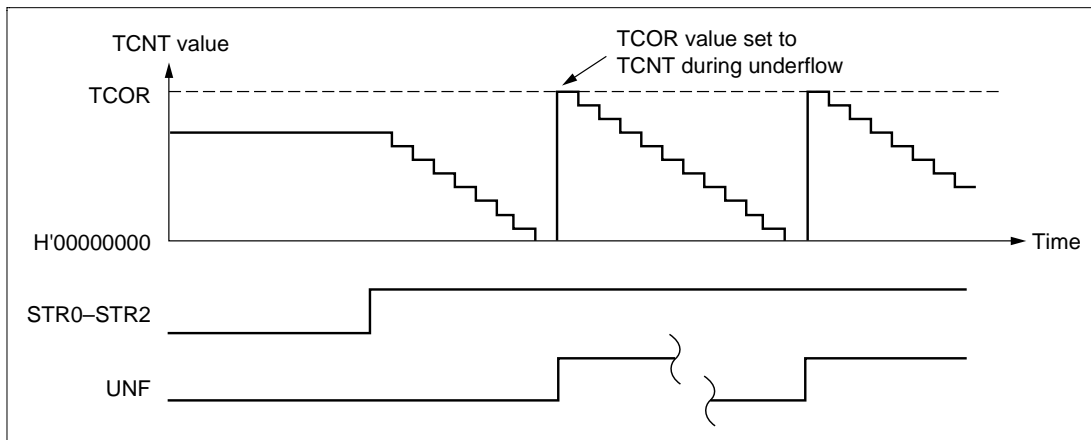 TCNT value
TCOR value set to
TCNT during underflow
TCOR
H'00000000
Time
STR0–STR2
UNF